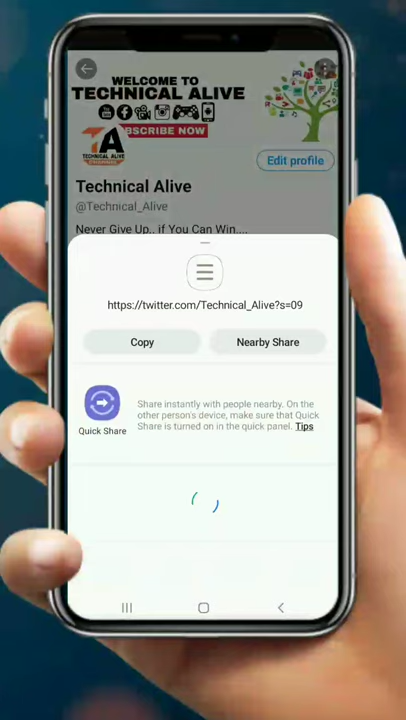 WELCOME TO
TECHNICAL ALIVE
SUBSCRIBE NOW
TECHNICAL ALIVE
Edit profile
Technical Alive
@Technical_Alive
Never Give Up.. if You Can Win....
https://twitter.com/Technical_Alive?s=09
Copy
Nearby Share
Share instantly with people nearby. On the
other person's device, make sure that Quick
Share is turned on in the quick panel. Tips
Quick Share